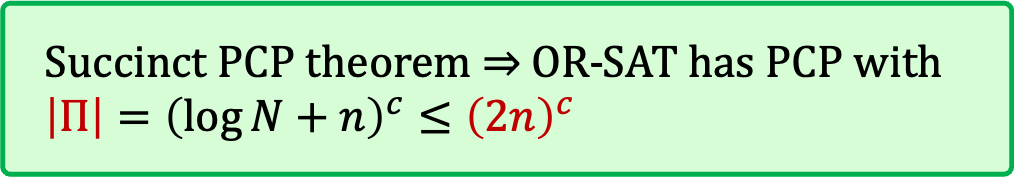 Succinct PCP theorem ⇒ OR-SAT has PCP with
|Π| = (log N + n)^c ≤ (2n)^c